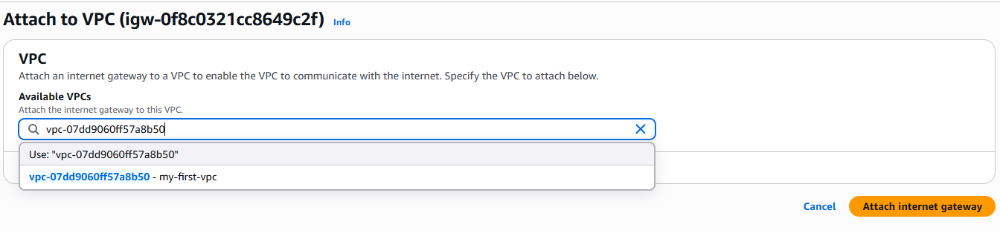 Attach to VPC (igw-0f8c0321cc8649c2f) Info
VPC
Attach an internet gateway to a VPC to enable the VPC to communicate with the internet. Specify the VPC to attach below.
Available VPCs
Attach the internet gateway to this VPC.
vpc-07dd9060ff57a8b50
Use: "vpc-07dd9060ff57a8b50"
vpc-07dd9060ff57a8b50 - my-first-vpc
Cancel Attach internet gateway